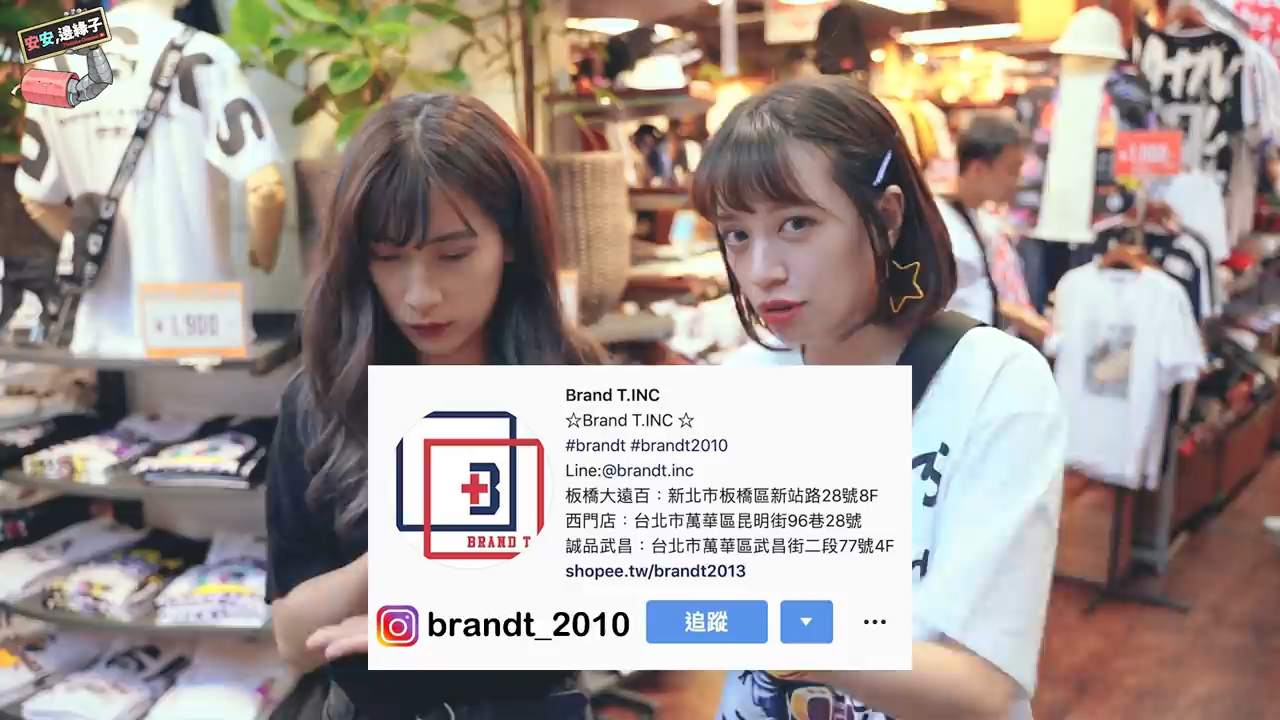 安安,邊緣子
¥1,900
Brand T.INC
☆Brand T.INC ☆
#brandt #brandt2010
Line:@brandt.inc
板橋大遠百：新北市板橋區新站路28號8F
西門店：台北市萬華區昆明街96巷28號
誠品武昌：台北市萬華區武昌街二段77號4F
shopee.tw/brandt2013
B
BRAND T
brandt_2010
追蹤